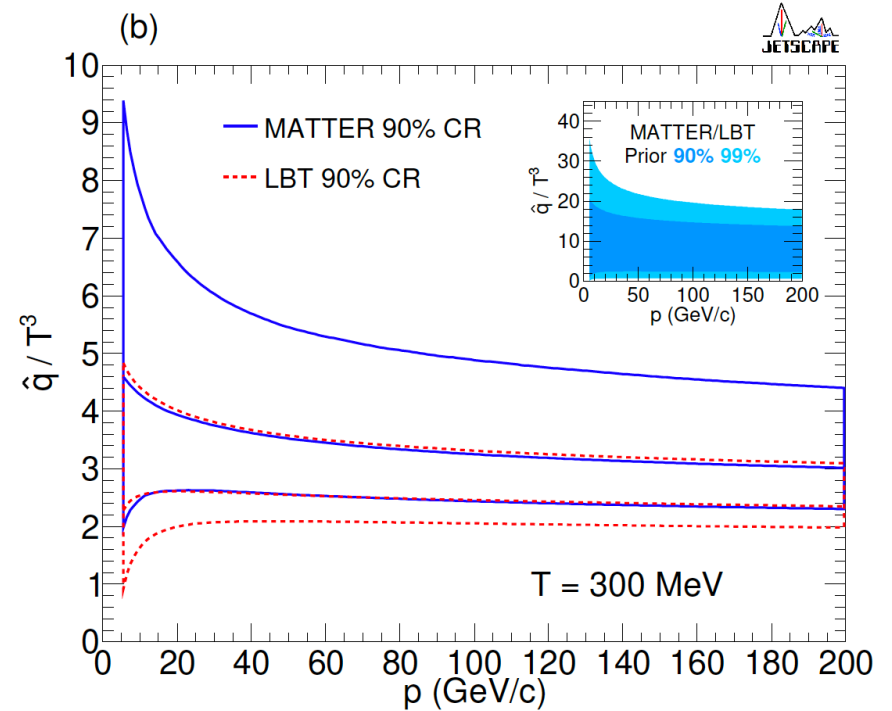 (b)
JETSCAPE
10
9
8
7
6
5
4
3
2
1
0
q̂ / T³
MATTER 90% CR
LBT 90% CR
MATTER/LBT
Prior 90% 99%
40
30
20
10
0
q̂ / T³
0 50 100 150 200
p (GeV/c)
T = 300 MeV
0 20 40 60 80 100 120 140 160 180 200
p (GeV/c)